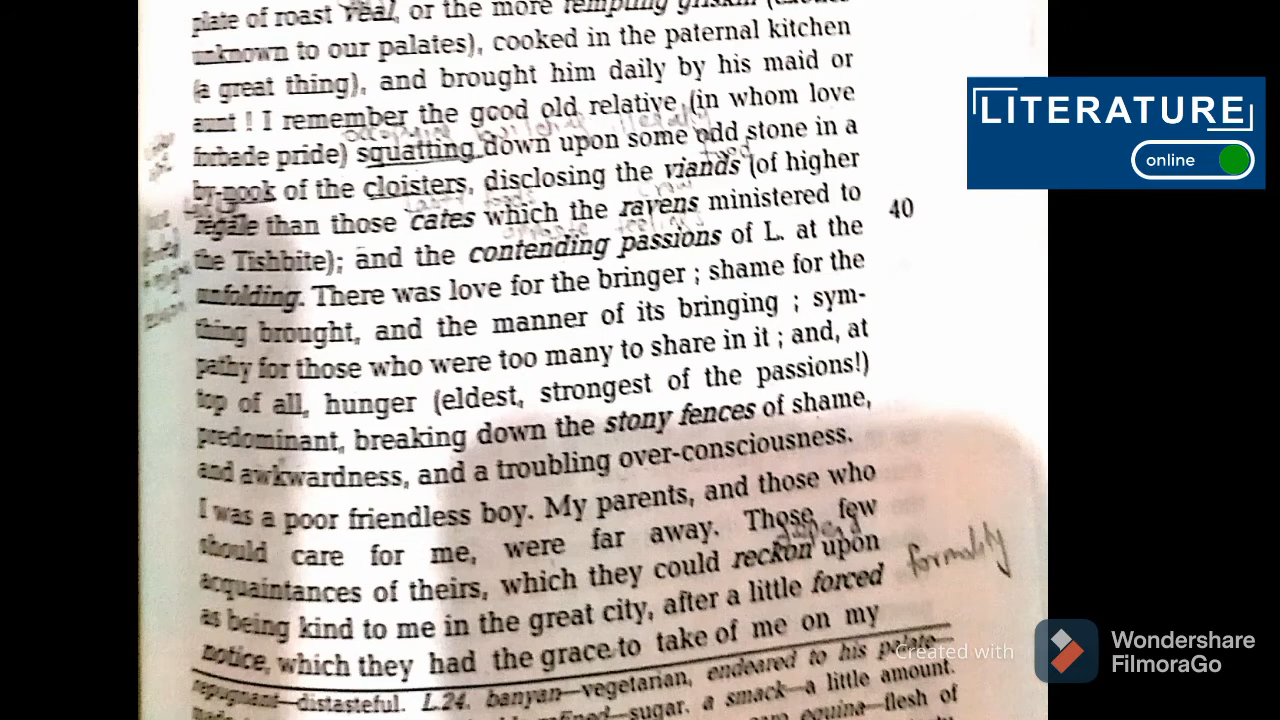 plate of roast veal, or the more tempting griskin
unknown to our palates), cooked in the paternal kitchen
(a great thing), and brought him daily by his maid or
aunt ! I remember the good old relative (in whom love
forbade pride) squatting down upon some odd stone in a
by-nook of the cloisters, disclosing the viands (of higher
regale than those cates which the ravens ministered to
the Tishbite); and the contending passions of L. at the
unfolding. There was love for the bringer ; shame for the
thing brought, and the manner of its bringing ; sym-
pathy for those who were too many to share in it ; and, at
top of all, hunger (eldest, strongest of the passions!)
predominant, breaking down the stony fences of shame,
and awkwardness, and a troubling over-consciousness.
I was a poor friendless boy. My parents, and those who
should care for me, were far away. Those few
acquaintances of theirs, which they could reckon upon
as being kind to me in the great city, after a little forced
notice, which they had the grace to take of me on my
repugnant—distasteful. L.24. banyan—vegetarian, endeared to his palate—
—sugar. a smack—a little amount.
equina—flesh of
40
formality
LITERATURE
online
Created with
Wondershare
FilmoraGo